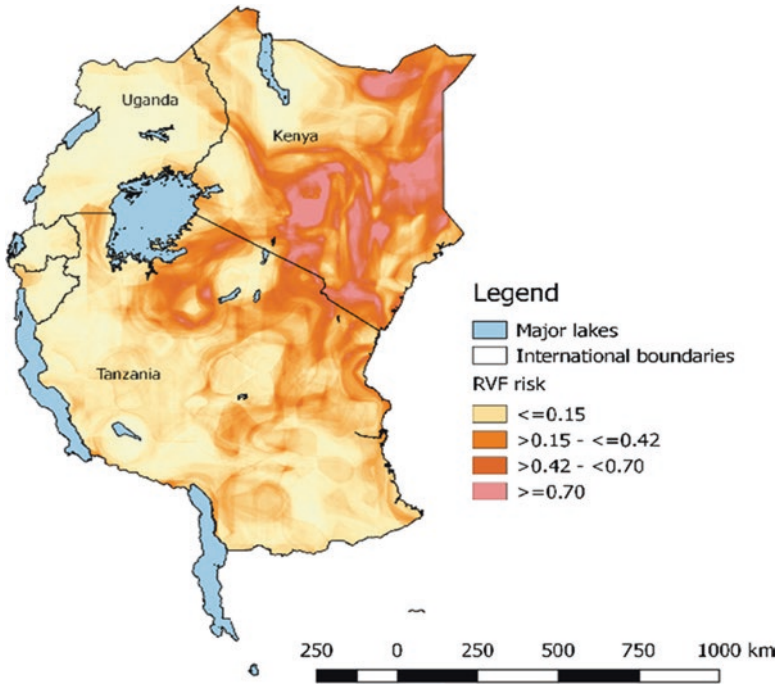 Uganda
Kenya
Tanzania
Legend
Major lakes
International boundaries
RVF risk
<=0.15
>0.15 - <=0.42
>0.42 - <0.70
>=0.70
250 0 250 500 750 1000 km